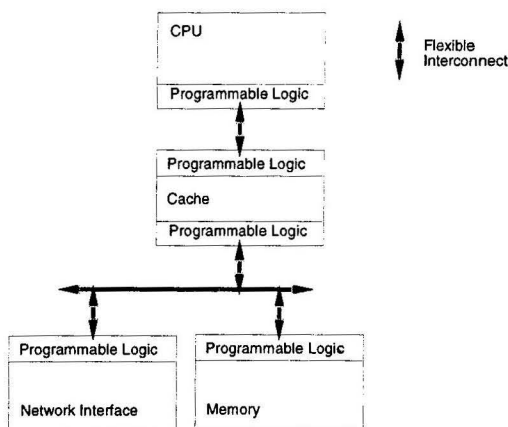 CPU
Flexible
Interconnect
Programmable Logic
Programmable Logic
Cache
Programmable Logic
Programmable Logic
Programmable Logic
Network Interface
Memory